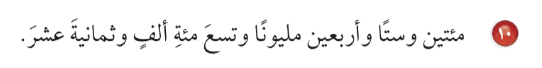 ١٠ مئتين وستًا وأربعين مليونًا وتسعَ مئةِ ألفٍ وثمانيةَ عشرَ.